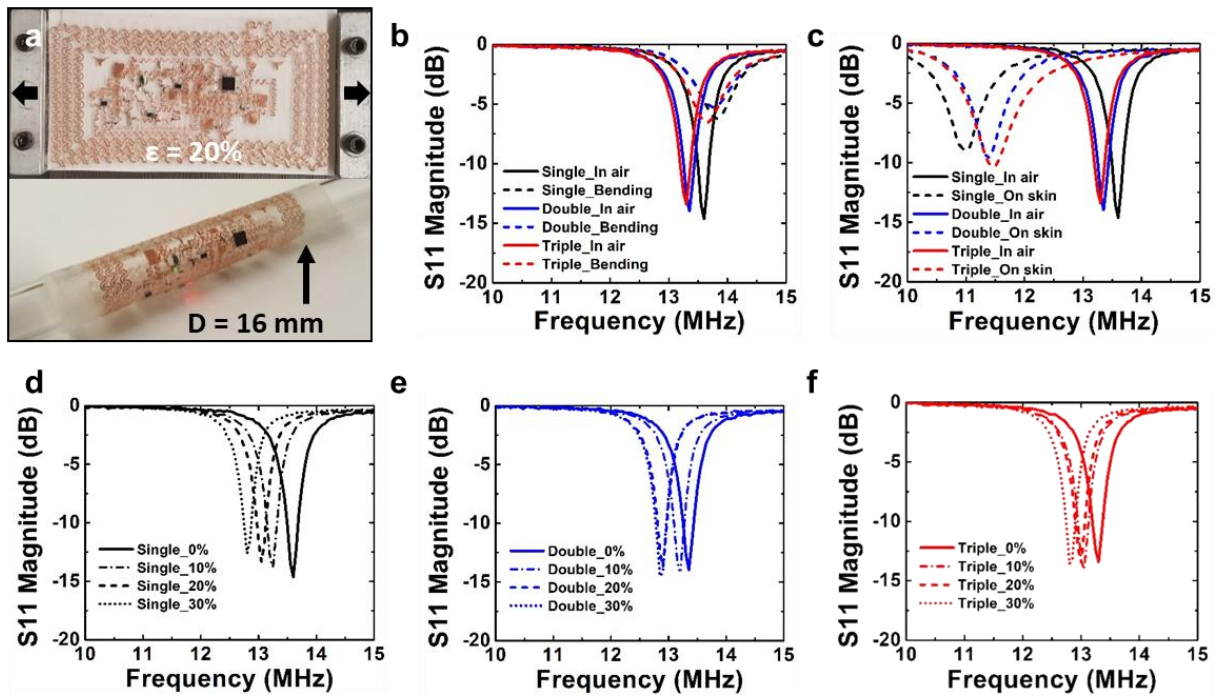 a
ε = 20%
D = 16 mm
b
S11 Magnitude (dB)
0
-5
-10
-15
-20
Single_In air
Single_Bending
Double_In air
Double_Bending
Triple_In air
Triple_Bending
10 11 12 13 14 15
Frequency (MHz)
c
S11 Magnitude (dB)
0
-5
-10
-15
-20
Single_In air
Single_On skin
Double_In air
Double_On skin
Triple_In air
Triple_On skin
10 11 12 13 14 15
Frequency (MHz)
d
S11 Magnitude (dB)
0
-5
-10
-15
-20
Single_0%
Single_10%
Single_20%
Single_30%
10 11 12 13 14 15
Frequency (MHz)
e
S11 Magnitude (dB)
0
-5
-10
-15
-20
Double_0%
Double_10%
Double_20%
Double_30%
10 11 12 13 14 15
Frequency (MHz)
f
S11 Magnitude (dB)
0
-5
-10
-15
-20
Triple_0%
Triple_10%
Triple_20%
Triple_30%
10 11 12 13 14 15
Frequency (MHz)